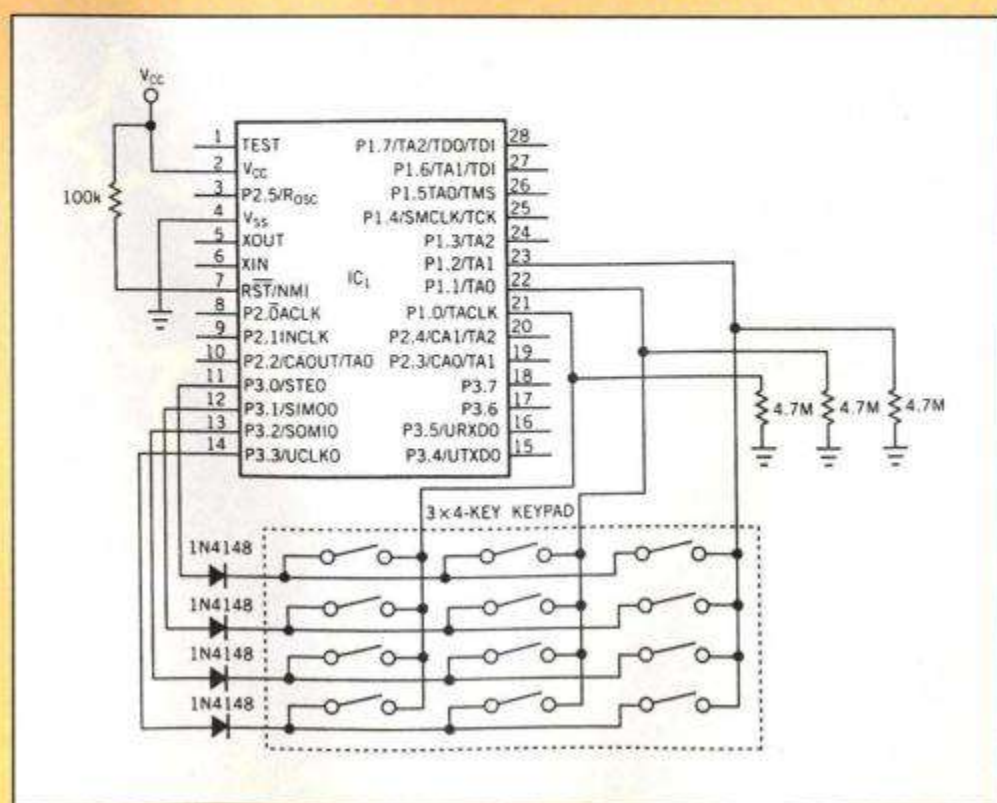 V_CC
100k
1 TEST
2 V_CC
3 P2.5/R_OSC
4 V_SS
5 XOUT
6 XIN
7 R̅S̅T̅/NMI
8 P2.0̅ACLK
9 P2.1INCLK
10 P2.2/CAOUT/TA0
11 P3.0/STE0
12 P3.1/SIMO0
13 P3.2/SOMI0
14 P3.3/UCLK0
IC₁
P1.7/TA2/TDO/TDI 28
P1.6/TA1/TDI 27
P1.5TA0/TMS 26
P1.4/SMCLK/TCK 25
P1.3/TA2 24
P1.2/TA1 23
P1.1/TA0 22
P1.0/TACLK 21
P2.4/CA1/TA2 20
P2.3/CA0/TA1 19
P3.7 18
P3.6 17
P3.5/URXD0 16
P3.4/UTXD0 15
4.7M 4.7M 4.7M
3×4-KEY KEYPAD
1N4148
1N4148
1N4148
1N4148